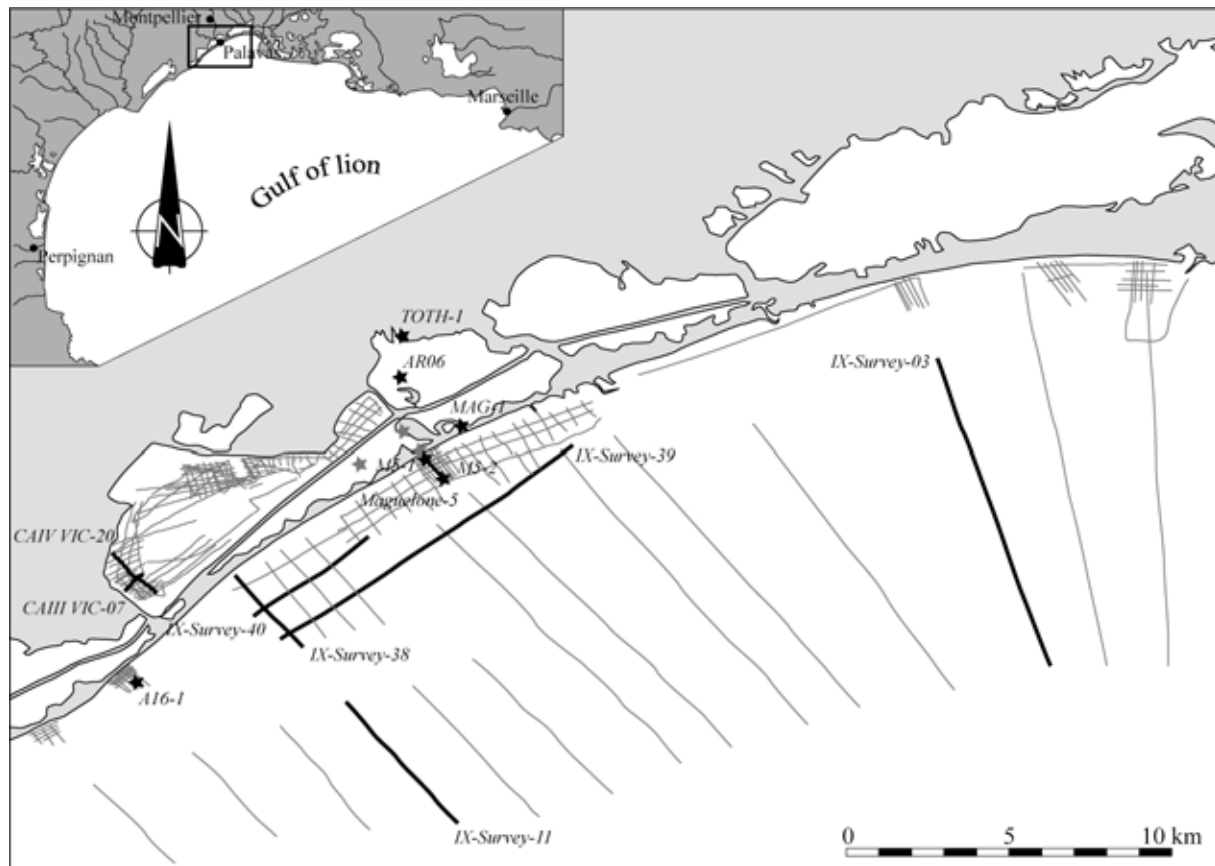 Montpellier
Palavas
Marseille
Gulf of lion
N
Perpignan
TOTH-1
AR06
IX-Survey-03
MAG-1
IX-Survey-39
M5-1
M5-2
Maguelone-5
CAIV VIC-20
CAIII VIC-07
IX-Survey-40
IX-Survey-38
A16-1
IX-Survey-11
0 5 10 km